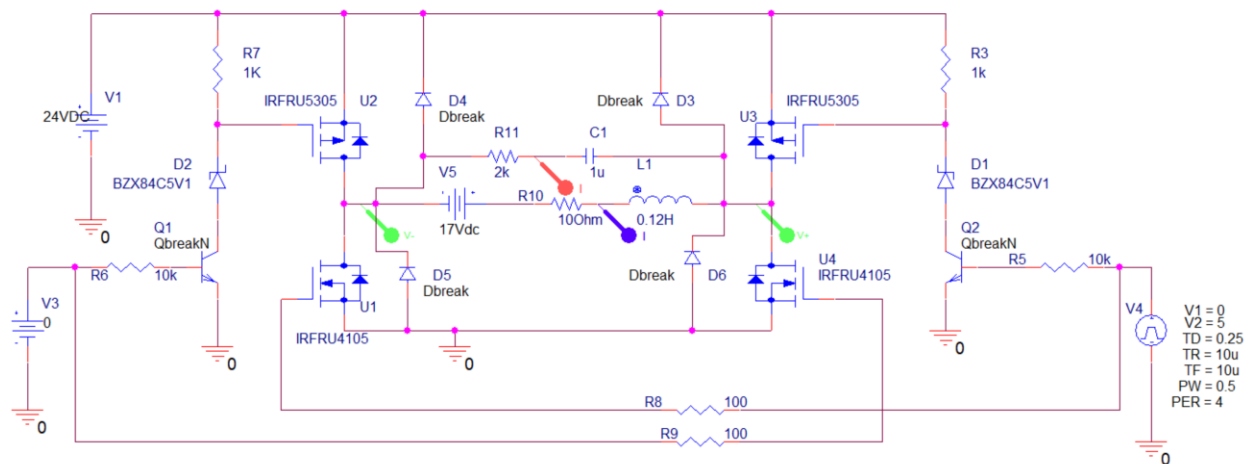 R7
1K
V1
24VDC
IRFRU5305
U2
D4
Dbreak
Dbreak
D3
IRFRU5305
U3
R3
1k
D2
BZX84C5V1
R11
2k
C1
1u
L1
D1
BZX84C5V1
I
V5
17Vdc
R10
10Ohm
0.12H
I
V-
V+
0
Q1
QbreakN
R6
10k
D5
Dbreak
U1
IRFRU4105
Dbreak
D6
U4
IRFRU4105
Q2
QbreakN
R5
10k
V3
0
0
0
0
0
V4
V1 = 0
V2 = 5
TD = 0.25
TR = 10u
TF = 10u
PW = 0.5
PER = 4
R8
100
R9
100
0